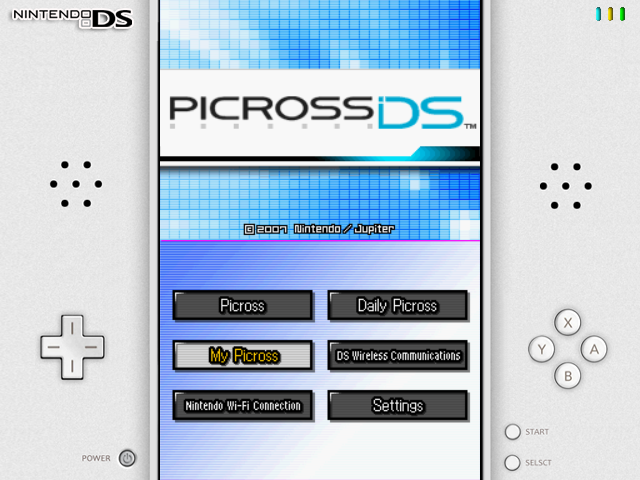 NINTENDO DS
PICROSS DS™
©2007 Nintendo / Jupiter
Picross
Daily Picross
My Picross
DS Wireless Communications
Nintendo Wi-Fi Connection
Settings
X
Y
A
B
START
POWER
SELSCT